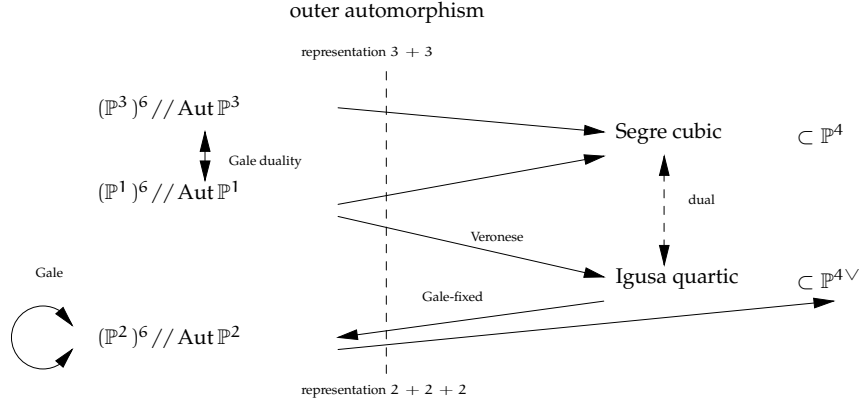 outer automorphism
representation 3 + 3
(ℙ³)⁶ // Aut ℙ³
Segre cubic ⊂ ℙ⁴
Gale duality
(ℙ¹)⁶ // Aut ℙ¹
dual
Veronese
Gale
Igusa quartic ⊂ ℙ⁴∨
Gale-fixed
(ℙ²)⁶ // Aut ℙ²
representation 2 + 2 + 2